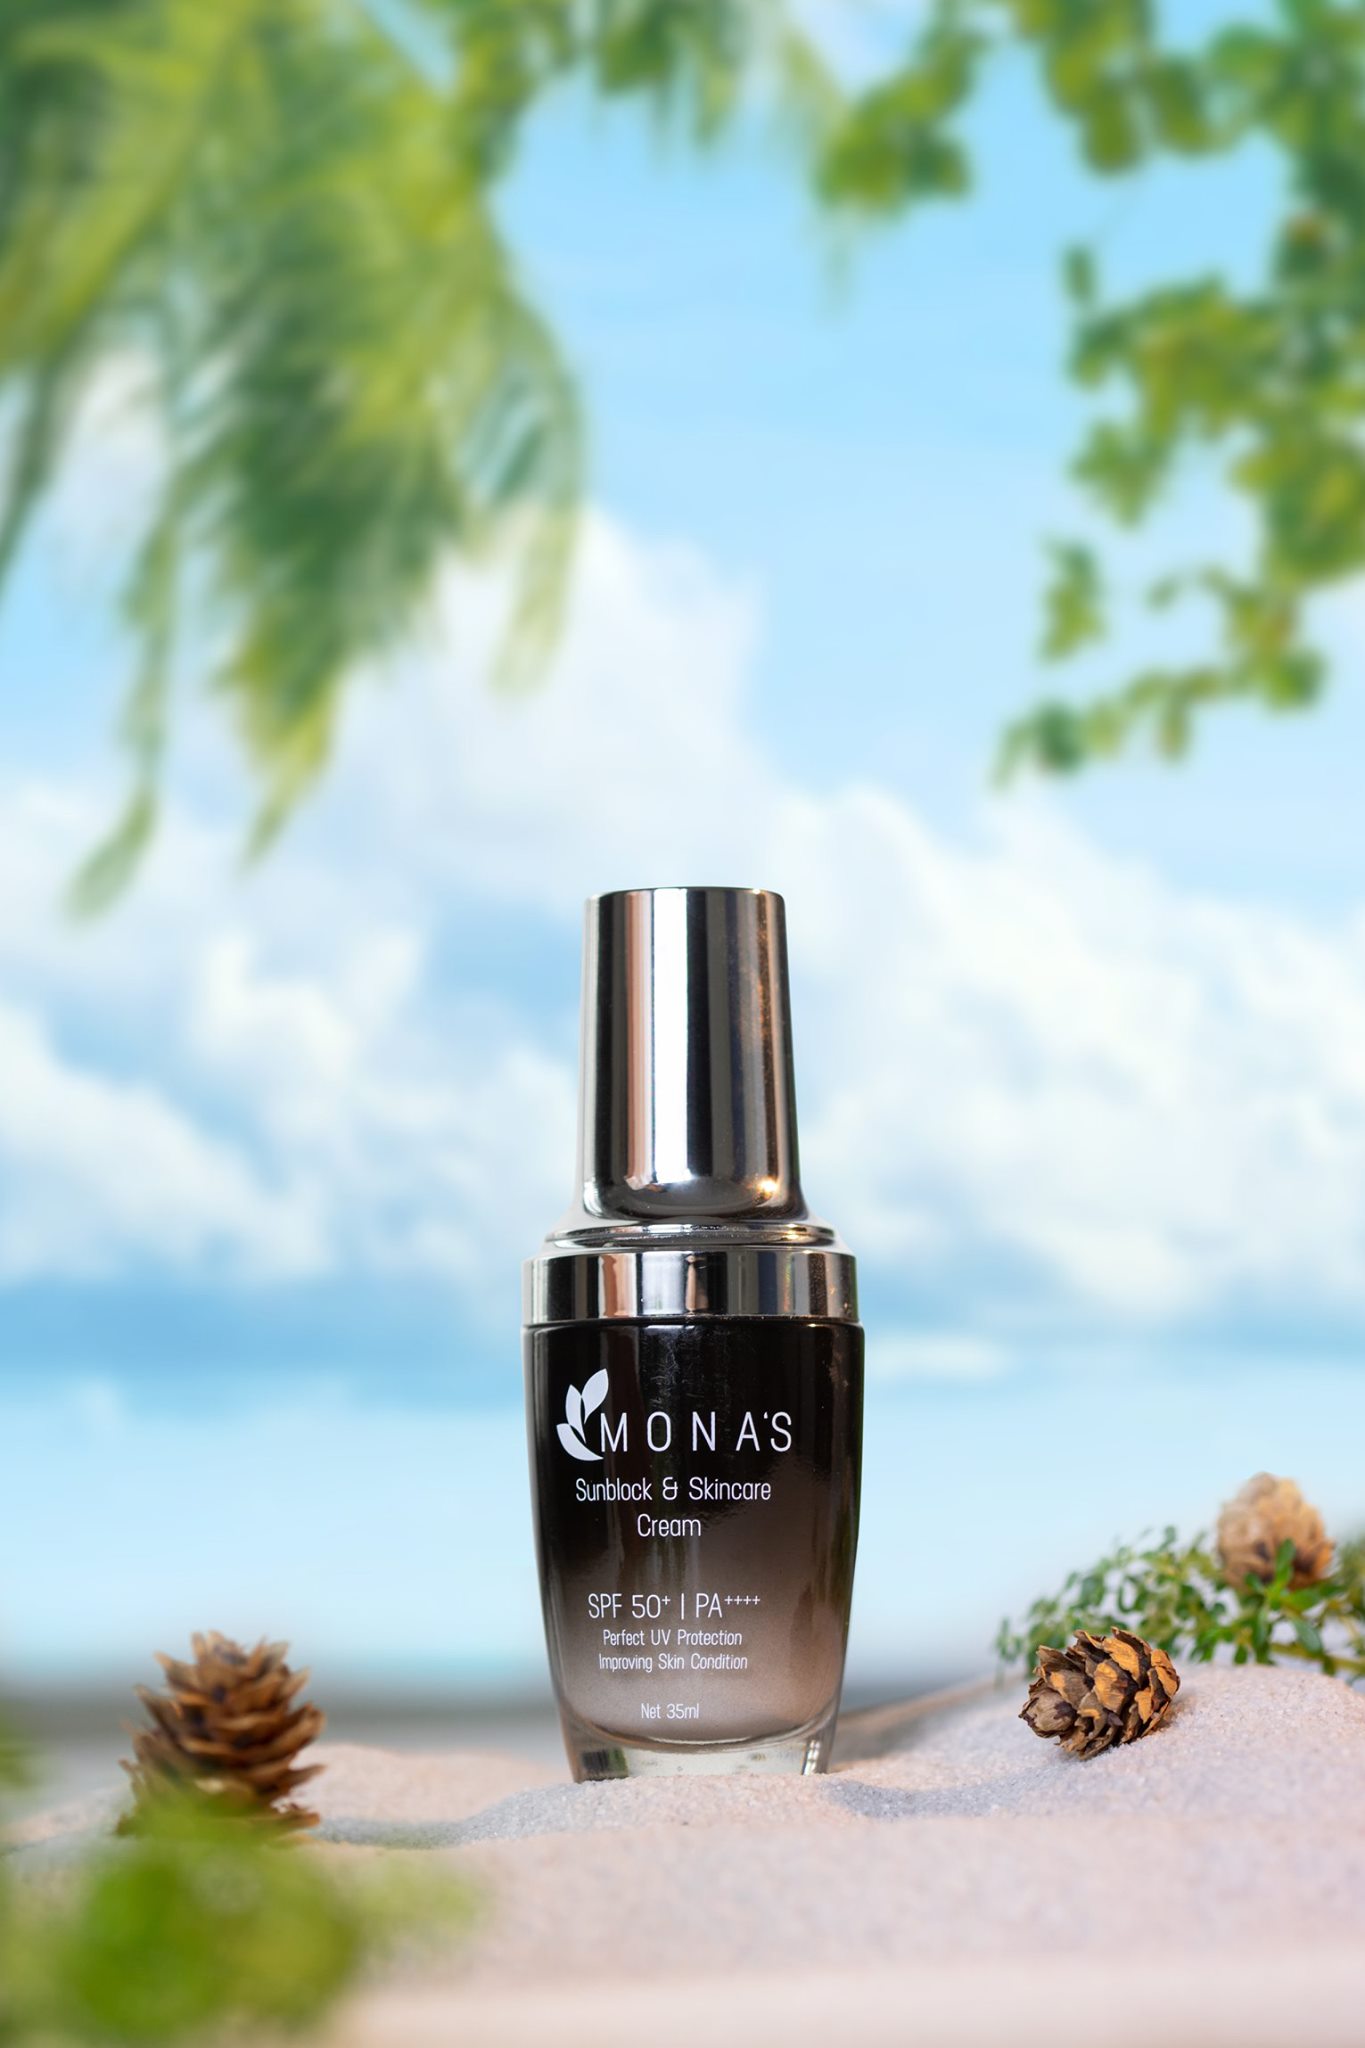 MONA'S
Sunblock & Skincare
Cream
SPF 50+ | PA++++
Perfect UV Protection
Improving Skin Condition
Net 35ml